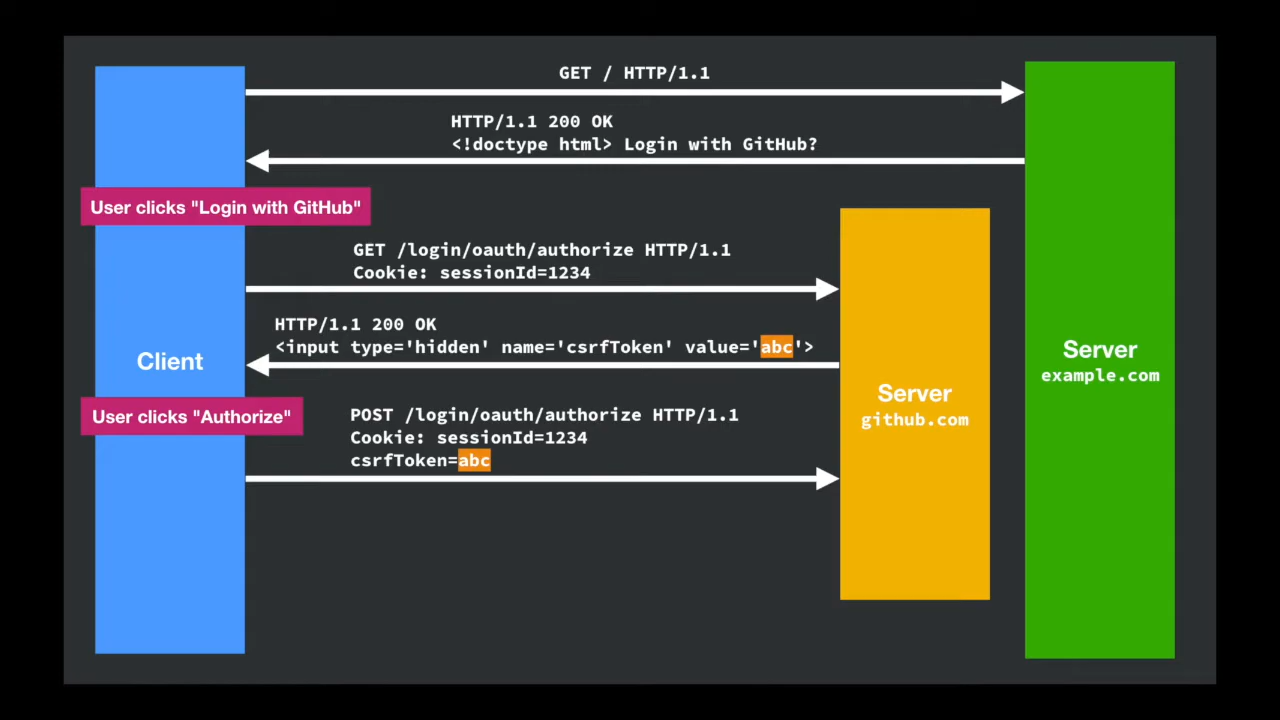 GET / HTTP/1.1
HTTP/1.1 200 OK
<!doctype html> Login with GitHub?
User clicks "Login with GitHub"
GET /login/oauth/authorize HTTP/1.1
Cookie: sessionId=1234
HTTP/1.1 200 OK
<input type='hidden' name='csrfToken' value='abc'>
Client
Server
example.com
Server
github.com
User clicks "Authorize"
POST /login/oauth/authorize HTTP/1.1
Cookie: sessionId=1234
csrfToken=abc